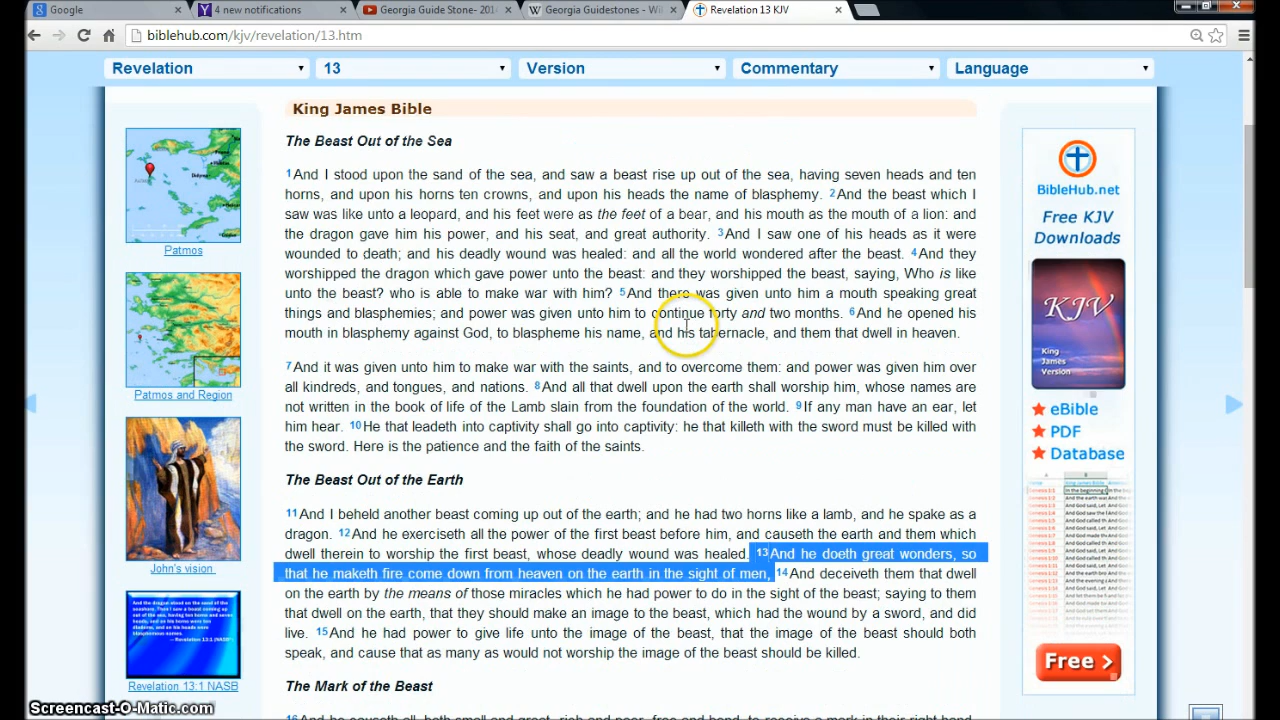 Google
4 new notifications
Georgia Guide Stone - 201
Georgia Guidestones - Wi
Revelation 13 KJV
biblehub.com/kjv/revelation/13.htm
Revelation 13 Version Commentary Language
King James Bible
The Beast Out of the Sea
1And I stood upon the sand of the sea, and saw a beast rise up out of the sea, having seven heads and ten
horns, and upon his horns ten crowns, and upon his heads the name of blasphemy. 2And the beast which I
saw was like unto a leopard, and his feet were as the feet of a bear, and his mouth as the mouth of a lion: and
the dragon gave him his power, and his seat, and great authority. 3And I saw one of his heads as it were
wounded to death; and his deadly wound was healed: and all the world wondered after the beast. 4And they
worshipped the dragon which gave power unto the beast: and they worshipped the beast, saying, Who is like
unto the beast? who is able to make war with him? 5And there was given unto him a mouth speaking great
things and blasphemies; and power was given unto him to continue forty and two months. 6And he opened his
mouth in blasphemy against God, to blaspheme his name, and his tabernacle, and them that dwell in heaven.
7And it was given unto him to make war with the saints, and to overcome them: and power was given him over
all kindreds, and tongues, and nations. 8And all that dwell upon the earth shall worship him, whose names are
not written in the book of life of the Lamb slain from the foundation of the world. 9If any man have an ear, let
him hear. 10He that leadeth into captivity shall go into captivity: he that killeth with the sword must be killed with
the sword. Here is the patience and the faith of the saints.
The Beast Out of the Earth
11And I beheld another beast coming up out of the earth; and he had two horns like a lamb, and he spake as a
dragon. 12And he exerciseth all the power of the first beast before him, and causeth the earth and them which
dwell therein to worship the first beast, whose deadly wound was healed. 13And he doeth great wonders, so
that he maketh fire come down from heaven on the earth in the sight of men, 14And deceiveth them that dwell
on the earth by the means of those miracles which he had power to do in the sight of the beast; saying to them
that dwell on the earth, that they should make an image to the beast, which had the wound by a sword, and did
live. 15And he had power to give life unto the image of the beast, that the image of the beast should both
speak, and cause that as many as would not worship the image of the beast should be killed.
The Mark of the Beast
16And he causeth all, both small and great, rich and poor, free and bond, to receive a mark in their right hand,
Patmos
Patmos and Region
John's vision
Revelation 13:1 NASB
BibleHub.net
Free KJV
Downloads
KJV
King
James
Version
eBible
PDF
Database
Free >
Screencast-O-Matic.com